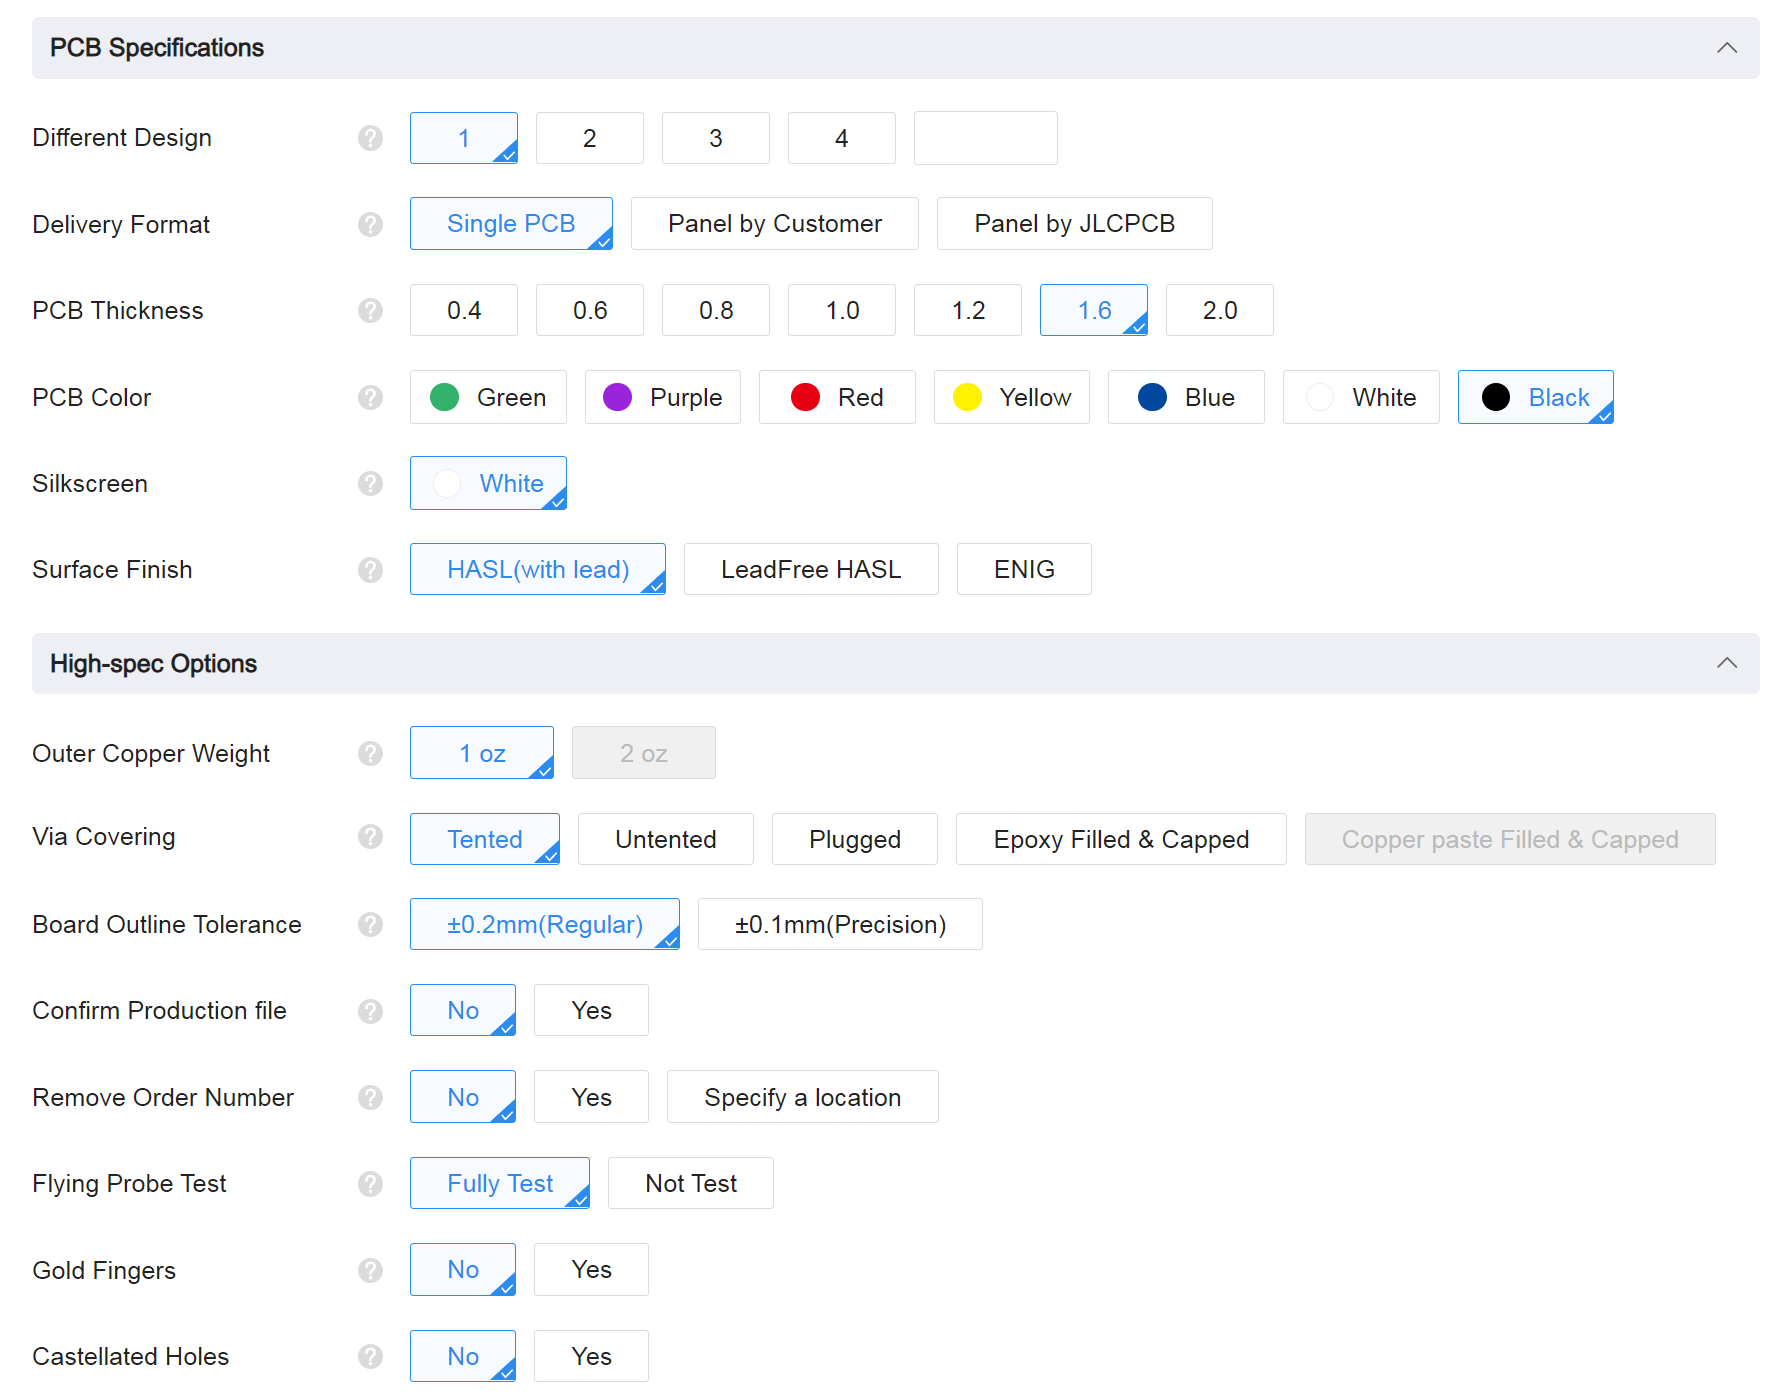 PCB Specifications
Different Design ? 1 2 3 4
Delivery Format ? Single PCB Panel by Customer Panel by JLCPCB
PCB Thickness ? 0.4 0.6 0.8 1.0 1.2 1.6 2.0
PCB Color ? Green Purple Red Yellow Blue White Black
Silkscreen ? White
Surface Finish ? HASL(with lead) LeadFree HASL ENIG
High-spec Options
Outer Copper Weight ? 1 oz 2 oz
Via Covering ? Tented Untented Plugged Epoxy Filled & Capped Copper paste Filled & Capped
Board Outline Tolerance ? ±0.2mm(Regular) ±0.1mm(Precision)
Confirm Production file ? No Yes
Remove Order Number ? No Yes Specify a location
Flying Probe Test ? Fully Test Not Test
Gold Fingers ? No Yes
Castellated Holes ? No Yes